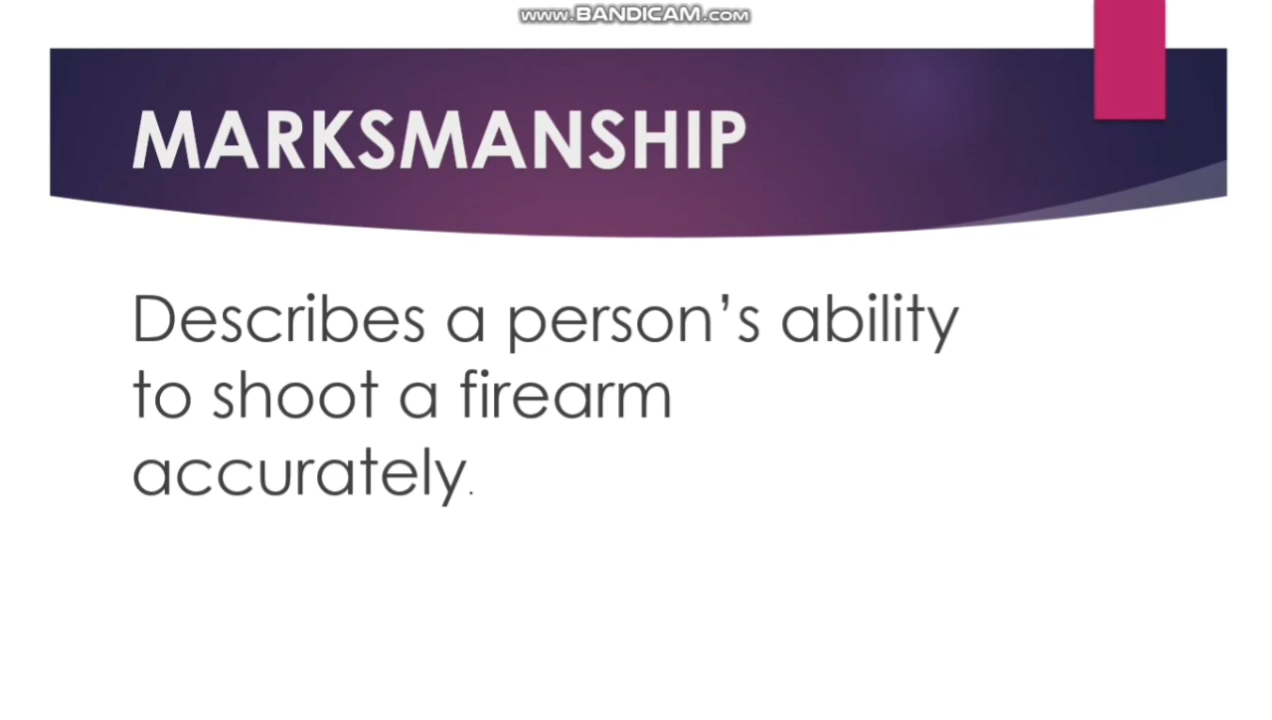 www.BANDICAM.com
MARKSMANSHIP
Describes a person’s ability
to shoot a firearm
accurately.